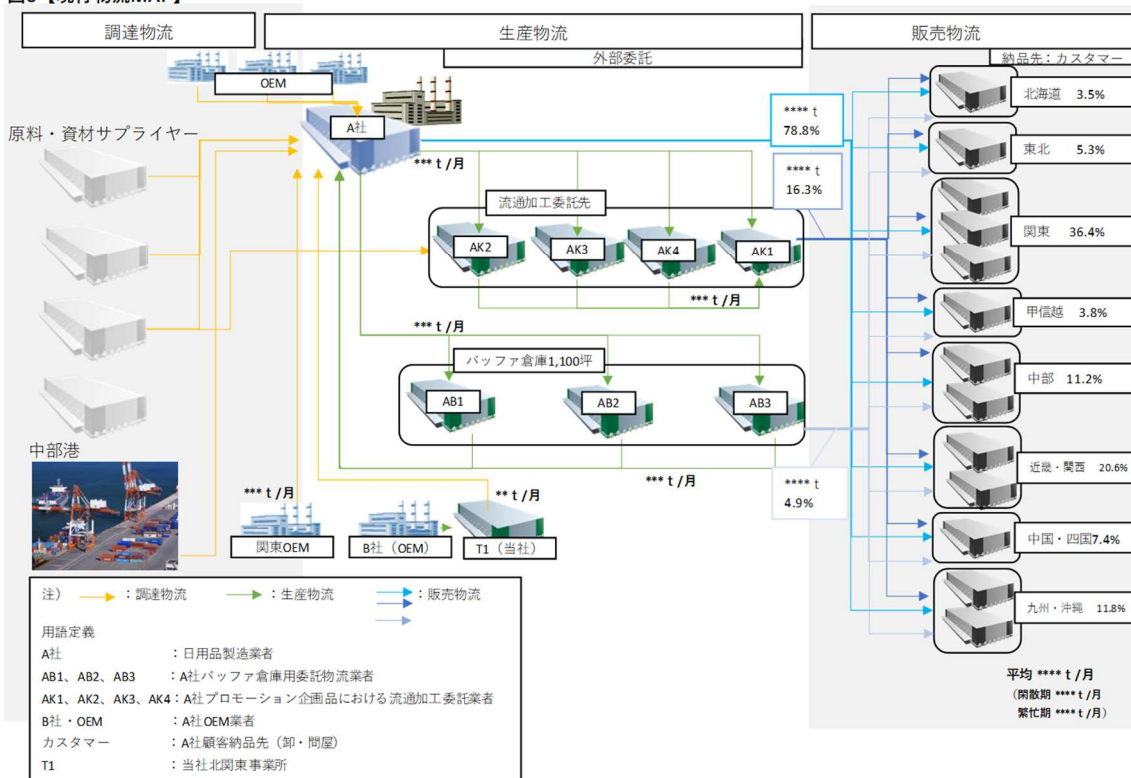 図3【現行物流MAP】
調達物流
生産物流
販売物流
外部委託
納品先：カスタマー
OEM
A社
原料・資材サプライヤー
*** t /月
**** t
78.8%
**** t
16.3%
流通加工委託先
AK2
AK3
AK4
AK1
*** t /月
*** t /月
バッファ倉庫1,100坪
AB1
AB2
AB3
*** t /月
**** t
4.9%
中部港
*** t /月
** t /月
関東OEM
B社（OEM）
T1（当社）
北海道 3.5%
東北 5.3%
関東 36.4%
甲信越 3.8%
中部 11.2%
近畿・関西 20.6%
中国・四国7.4%
九州・沖縄 11.8%
平均 **** t /月
（閑散期 **** t /月
繁忙期 **** t /月）
注） ：調達物流 ：生産物流 ：販売物流
用語定義
A社 ：日用品製造業者
AB1、AB2、AB3 ：A社バッファ倉庫用委託物流業者
AK1、AK2、AK3、AK4：A社プロモーション企画品における流通加工委託業者
B社・OEM ：A社OEM業者
カスタマー ：A社顧客納品先（卸・問屋）
T1 ：当社北関東事業所